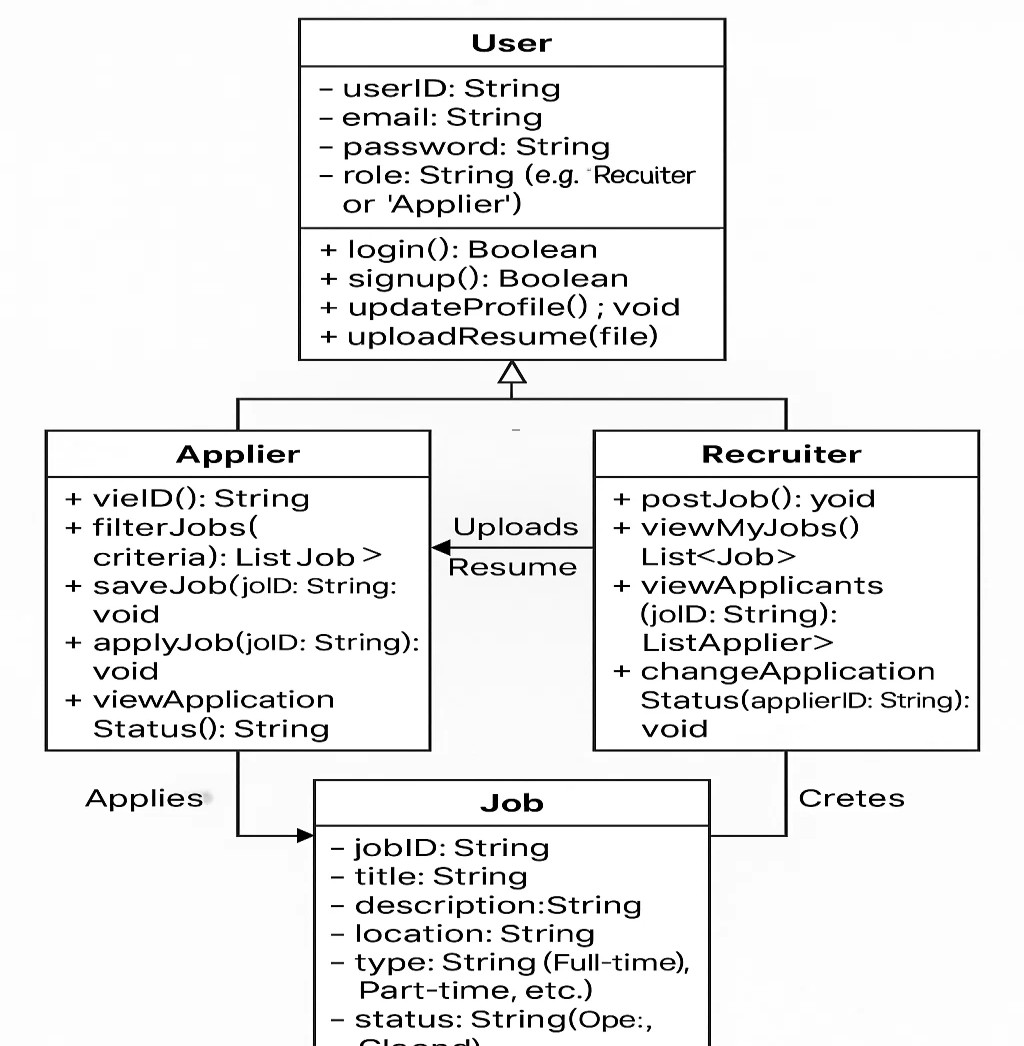 User
– userID: String
– email: String
– password: String
– role: String (e.g. 'Recuiter
or 'Applier')
+ login(): Boolean
+ signup(): Boolean
+ updateProfile() ; void
+ uploadResume(file)
Applier
+ vieID(): String
+ filterJobs(
criteria): List Job >
+ saveJob(joID: String:
void
+ applyJob(joID: String):
void
+ viewApplication
Status(): String
Uploads
Resume
Recruiter
+ postJob(): yoid
+ viewMyJobs()
List<Job>
+ viewApplicants
(joID: String):
ListApplier>
+ changeApplication
Status(applierID: String):
void
Applies
Cretes
Job
– jobID: String
– title: String
– description:String
– location: String
– type: String (Full-time),
Part-time, etc.)
– status: String(Ope:,